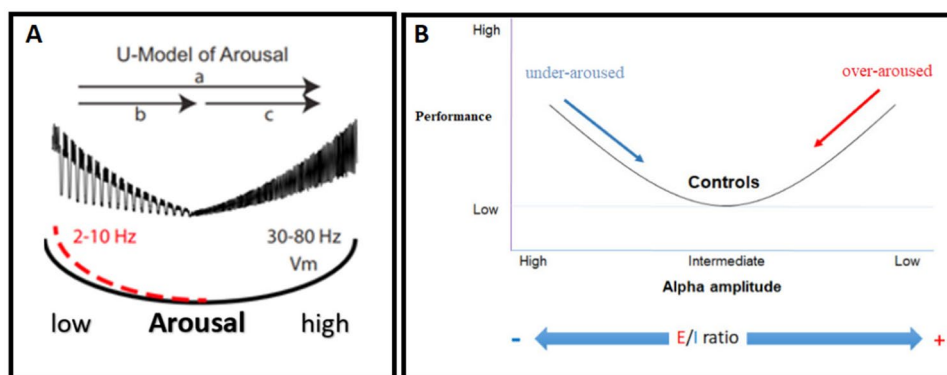 A
U-Model of Arousal
a
b
c
2-10 Hz
30-80 Hz
Vm
low Arousal high
B
High
under-aroused
over-aroused
Performance
Controls
Low
High Intermediate Low
Alpha amplitude
- E/I ratio +